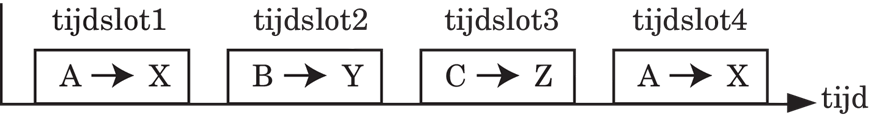 tijdslot1 tijdslot2 tijdslot3 tijdslot4
A → X B → Y C → Z A → X
tijd